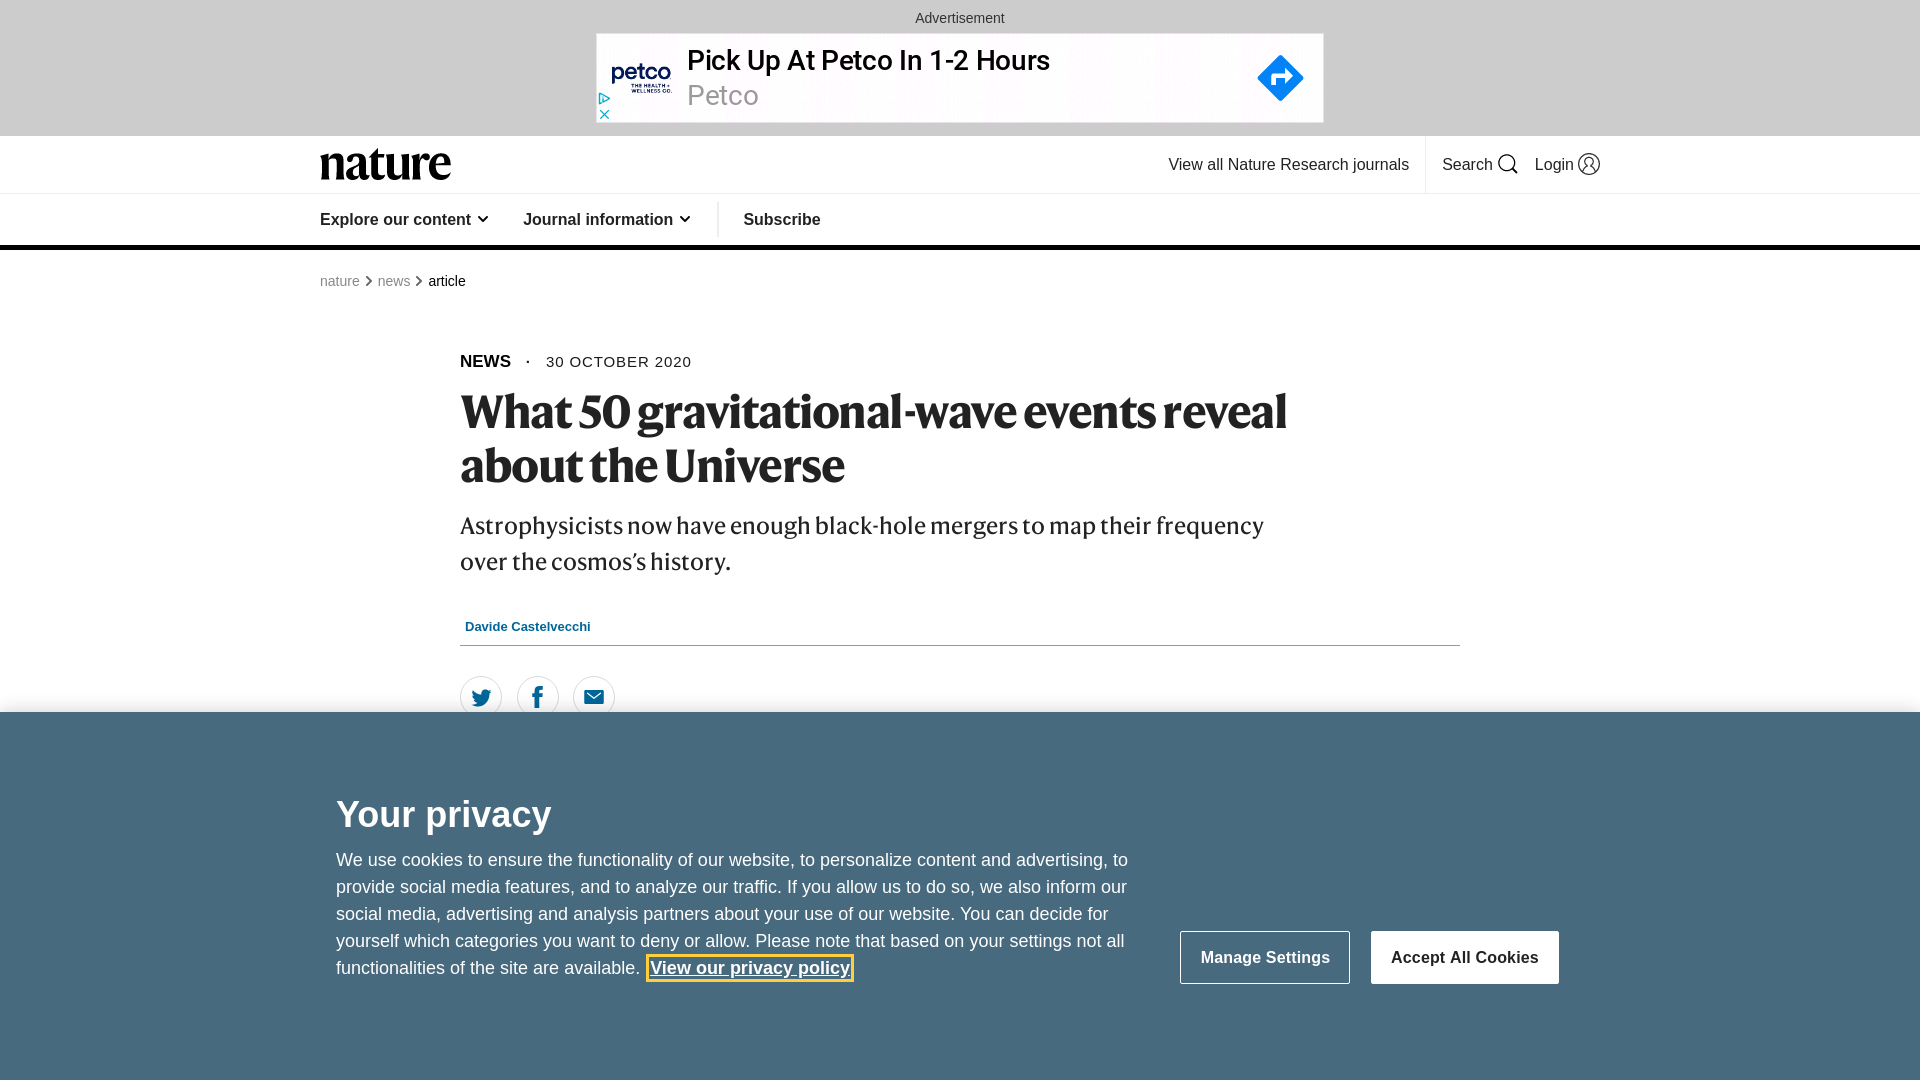 Advertisement
Pick Up At Petco In 1-2 Hours
petco
THE HEALTH +
WELLNESS CO.
Petco
nature
View all Nature Research journals
Search
Login
Explore our content
Journal information
Subscribe
nature
news
article
NEWS · 30 OCTOBER 2020
What 50 gravitational-wave events reveal
about the Universe
Astrophysicists now have enough black-hole mergers to map their frequency
over the cosmos’s history.
Davide Castelvecchi
Your privacy
We use cookies to ensure the functionality of our website, to personalize content and advertising, to
provide social media features, and to analyze our traffic. If you allow us to do so, we also inform our
social media, advertising and analysis partners about your use of our website. You can decide for
yourself which categories you want to deny or allow. Please note that based on your settings not all
functionalities of the site are available. View our privacy policy
Manage Settings
Accept All Cookies